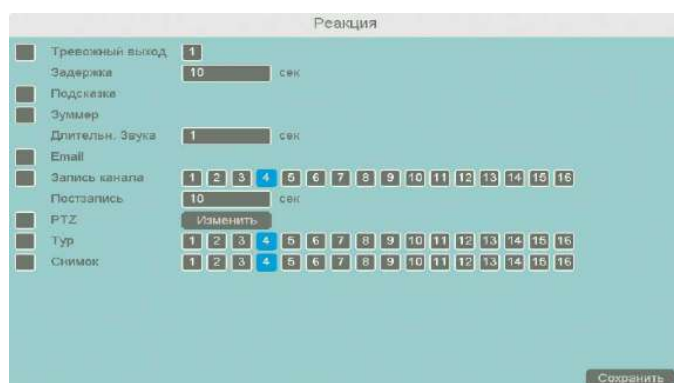 Реакция
Тревожный выход 1
Задержка 10 сек
Подсказка
Зуммер
Длительн. Звука 1 сек
Email
Запись канала 1 2 3 4 5 6 7 8 9 10 11 12 13 14 15 16
Постзапись 10 сек
PTZ Изменить
Тур 1 2 3 4 5 6 7 8 9 10 11 12 13 14 15 16
Снимок 1 2 3 4 5 6 7 8 9 10 11 12 13 14 15 16
Сохранить